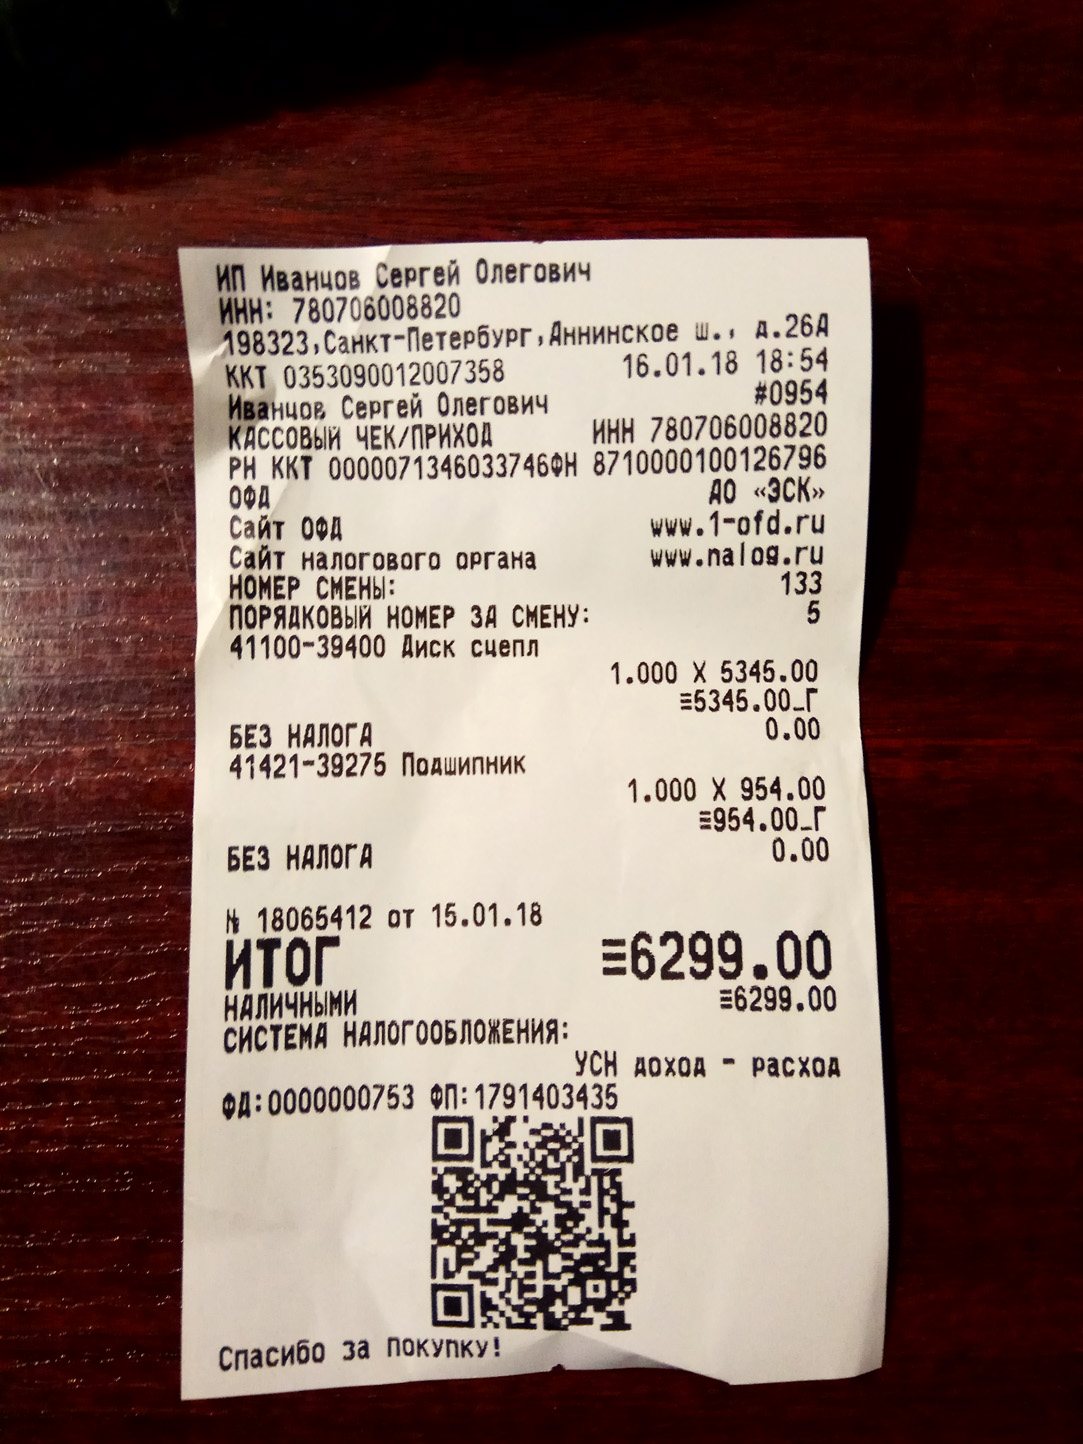 ИП Иванцов Сергей Олегович
ИНН: 780706008820
198323,Санкт-Петербург,Аннинское ш., д.26А
ККТ 0353090012007358 16.01.18 18:54
Иванцов Сергей Олегович #0954
КАССОВЫЙ ЧЕК/ПРИХОД ИНН 780706008820
РН ККТ 0000071346033746ФН 8710000100126796
ОФД АО «ЭСК»
Сайт ОФД www.1-ofd.ru
Сайт налогового органа www.nalog.ru
НОМЕР СМЕНЫ: 133
ПОРЯДКОВЫЙ НОМЕР ЗА СМЕНУ: 5
41100-39400 Диск сцепл
1.000 X 5345.00
≡5345.00_Г
БЕЗ НАЛОГА 0.00
41421-39275 Подшипник
1.000 X 954.00
≡954.00_Г
БЕЗ НАЛОГА 0.00
№ 18065412 от 15.01.18
ИТОГ ≡6299.00
НАЛИЧНЫМИ ≡6299.00
СИСТЕМА НАЛОГООБЛОЖЕНИЯ:
УСН доход - расход
ФД:0000000753 ФП:1791403435
Спасибо за покупку!